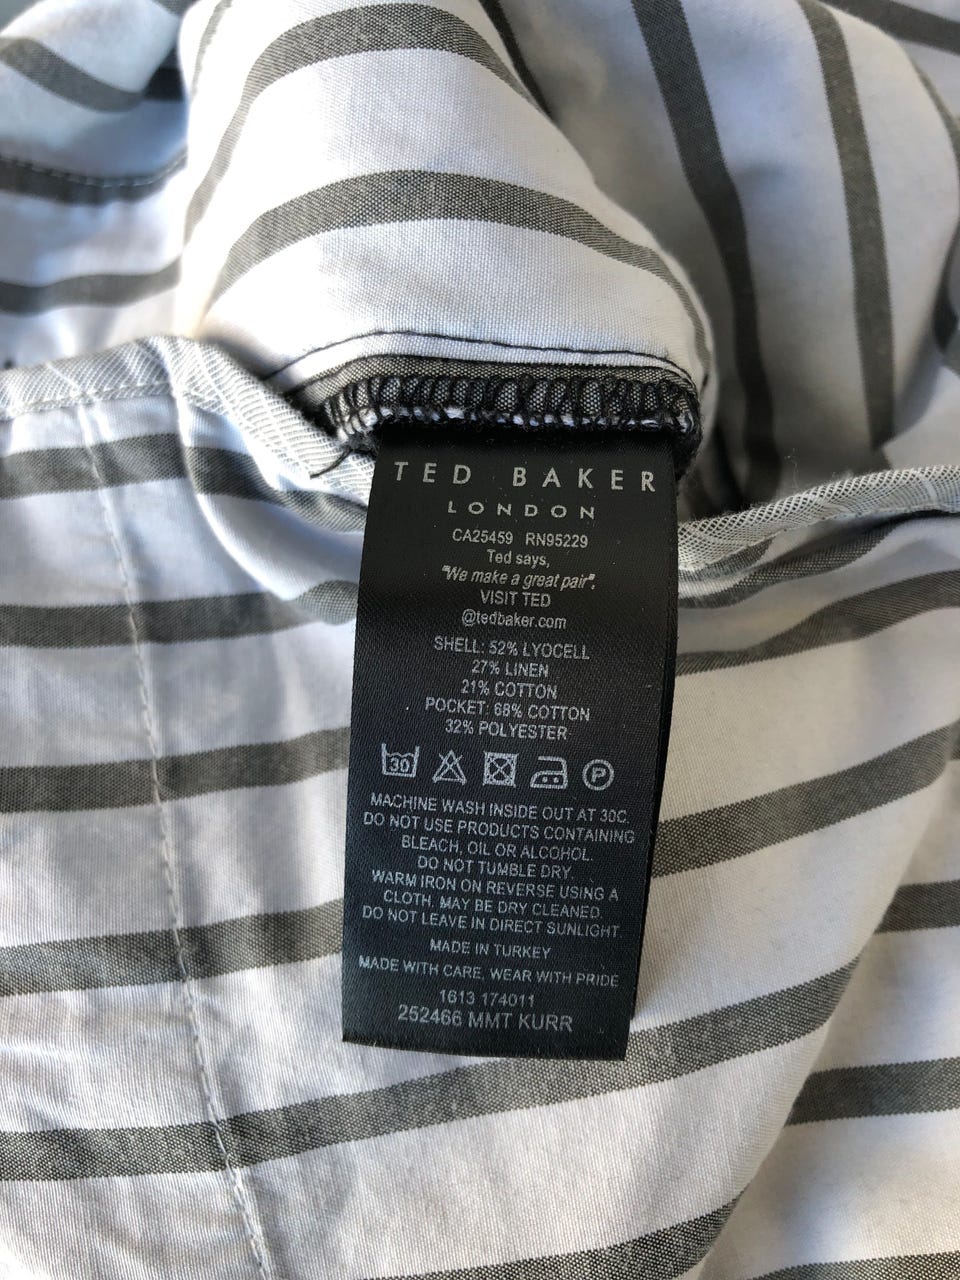 TED BAKER
LONDON
CA25459 RN95229
Ted says,
"We make a great pair".
VISIT TED
@tedbaker.com
SHELL: 52% LYOCELL
27% LINEN
21% COTTON
POCKET: 68% COTTON
32% POLYESTER
30 P
MACHINE WASH INSIDE OUT AT 30C.
DO NOT USE PRODUCTS CONTAINING
BLEACH, OIL OR ALCOHOL.
DO NOT TUMBLE DRY.
WARM IRON ON REVERSE USING A
CLOTH. MAY BE DRY CLEANED.
DO NOT LEAVE IN DIRECT SUNLIGHT.
MADE IN TURKEY
MADE WITH CARE, WEAR WITH PRIDE
1613 174011
252466 MMT KURR